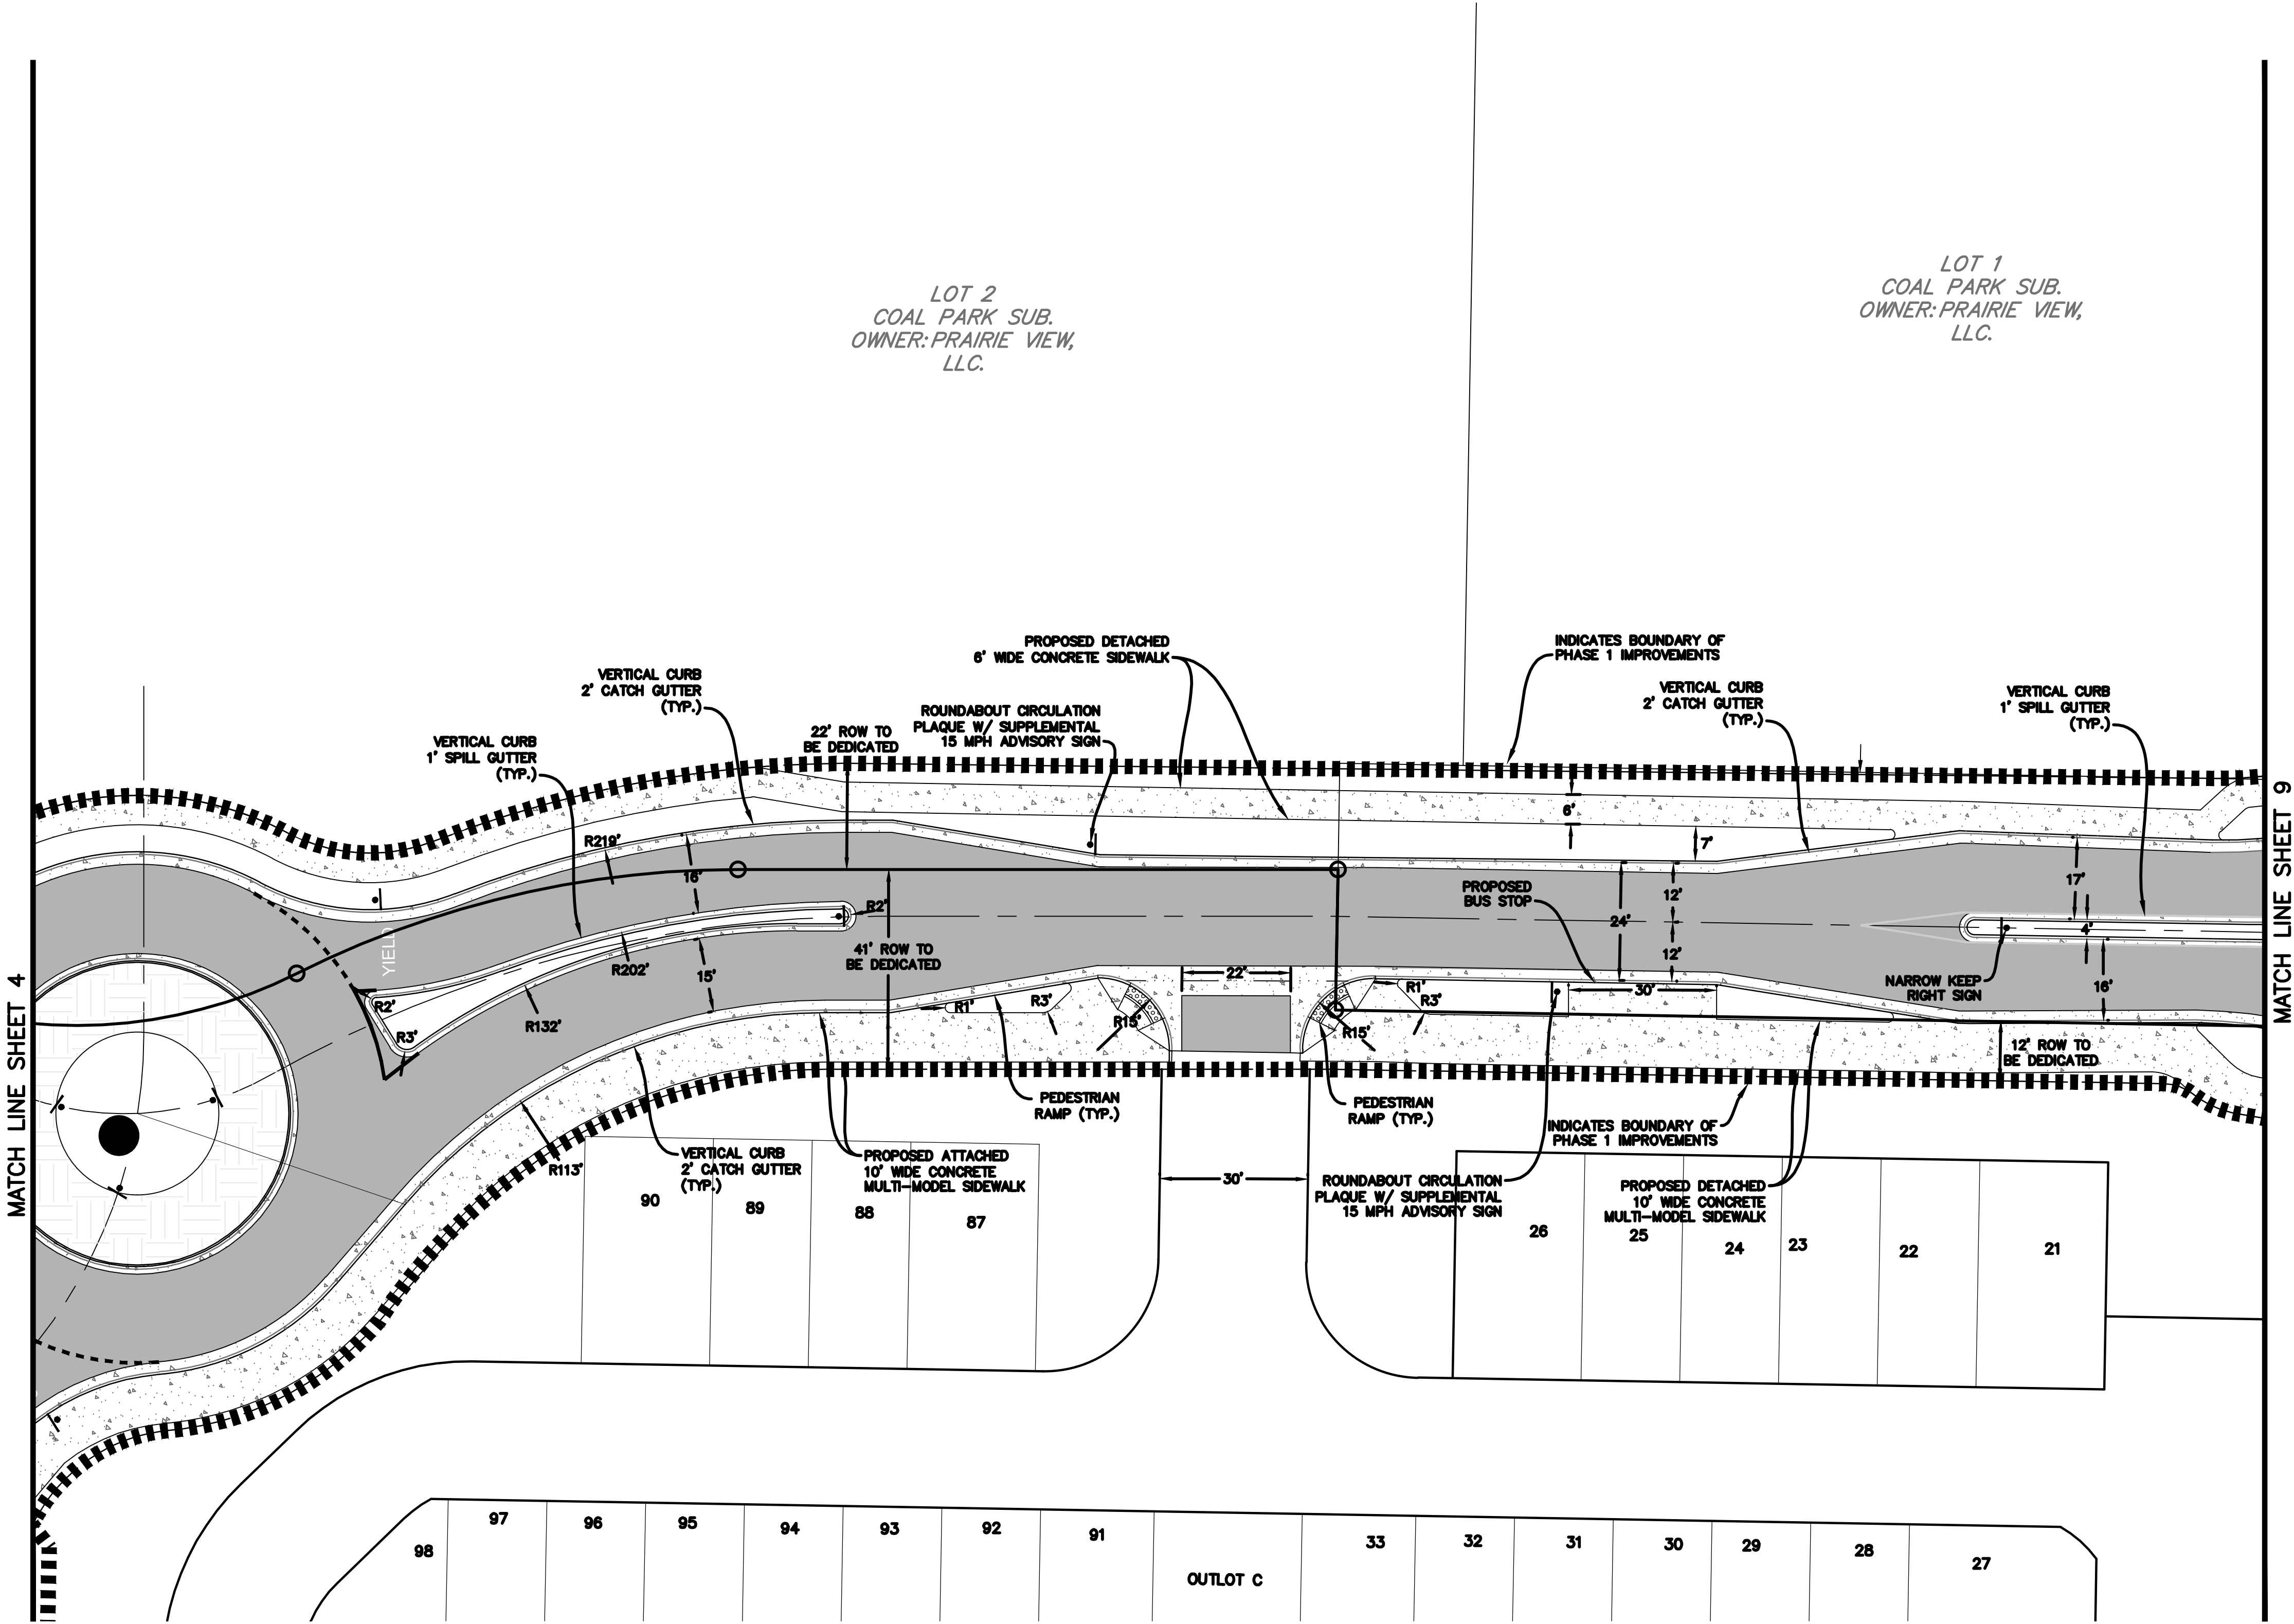 LOT 2
COAL PARK SUB.
OWNER: PRAIRIE VIEW,
LLC.
LOT 1
COAL PARK SUB.
OWNER: PRAIRIE VIEW,
LLC.
PROPOSED DETACHED
6' WIDE CONCRETE SIDEWALK
INDICATES BOUNDARY OF
PHASE 1 IMPROVEMENTS
VERTICAL CURB
2' CATCH GUTTER
(TYP.)
VERTICAL CURB
2' CATCH GUTTER
(TYP.)
VERTICAL CURB
1' SPILL GUTTER
(TYP.)
ROUNDABOUT CIRCULATION
PLAQUE W/ SUPPLEMENTAL
15 MPH ADVISORY SIGN
22' ROW TO
BE DEDICATED
VERTICAL CURB
1' SPILL GUTTER
(TYP.)
6'
7'
R219'
16'
17'
12'
24'
12'
PROPOSED
BUS STOP
R2'
4'
YIELD
41' ROW TO
BE DEDICATED
R202'
15'
22'
30'
NARROW KEEP
RIGHT SIGN
16'
R2'
R3'
R132'
R1'
R3'
R15'
R1'
R3'
R15'
12' ROW TO
BE DEDICATED
PEDESTRIAN
RAMP (TYP.)
PEDESTRIAN
RAMP (TYP.)
INDICATES BOUNDARY OF
PHASE 1 IMPROVEMENTS
R113'
VERTICAL CURB
2' CATCH GUTTER
(TYP.)
PROPOSED ATTACHED
10' WIDE CONCRETE
MULTI-MODEL SIDEWALK
30'
ROUNDABOUT CIRCULATION
PLAQUE W/ SUPPLEMENTAL
15 MPH ADVISORY SIGN
PROPOSED DETACHED
10' WIDE CONCRETE
MULTI-MODEL SIDEWALK
90
89
88
87
26
25
24
23
22
21
98
97
96
95
94
93
92
91
OUTLOT C
33
32
31
30
29
28
27
MATCH LINE SHEET 4
MATCH LINE SHEET 9